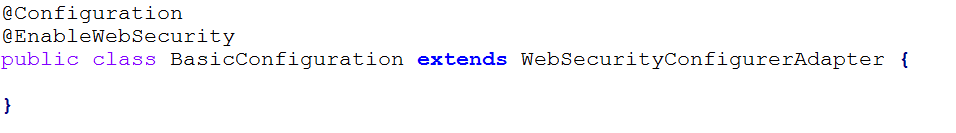 @Configuration
@EnableWebSecurity
public class BasicConfiguration extends WebSecurityConfigurerAdapter {
}